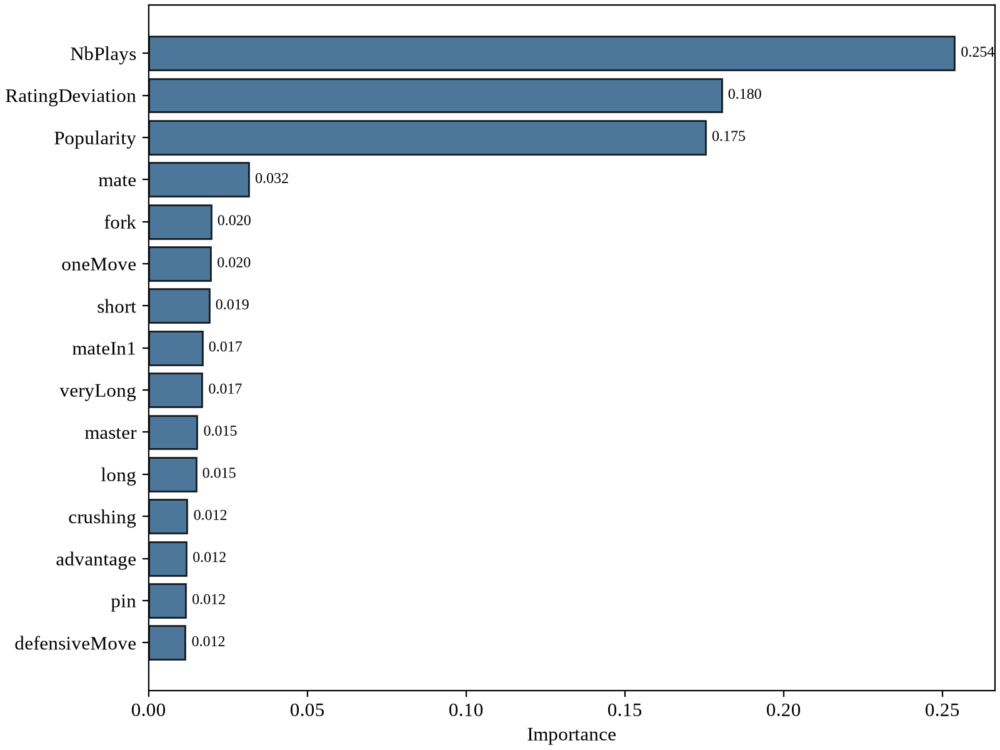 NbPlays 0.254
RatingDeviation 0.180
Popularity 0.175
mate 0.032
fork 0.020
oneMove 0.020
short 0.019
mateIn1 0.017
veryLong 0.017
master 0.015
long 0.015
crushing 0.012
advantage 0.012
pin 0.012
defensiveMove 0.012
0.00 0.05 0.10 0.15 0.20 0.25
Importance